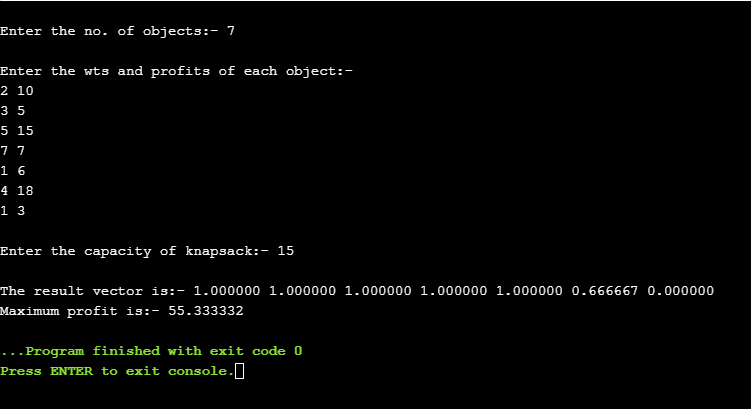 Enter the no. of objects:- 7
Enter the wts and profits of each object:-
2 10
3 5
5 15
7 7
1 6
4 18
1 3
Enter the capacity of knapsack:- 15
The result vector is:- 1.000000 1.000000 1.000000 1.000000 1.000000 0.666667 0.000000
Maximum profit is:- 55.333332
...Program finished with exit code 0
Press ENTER to exit console.